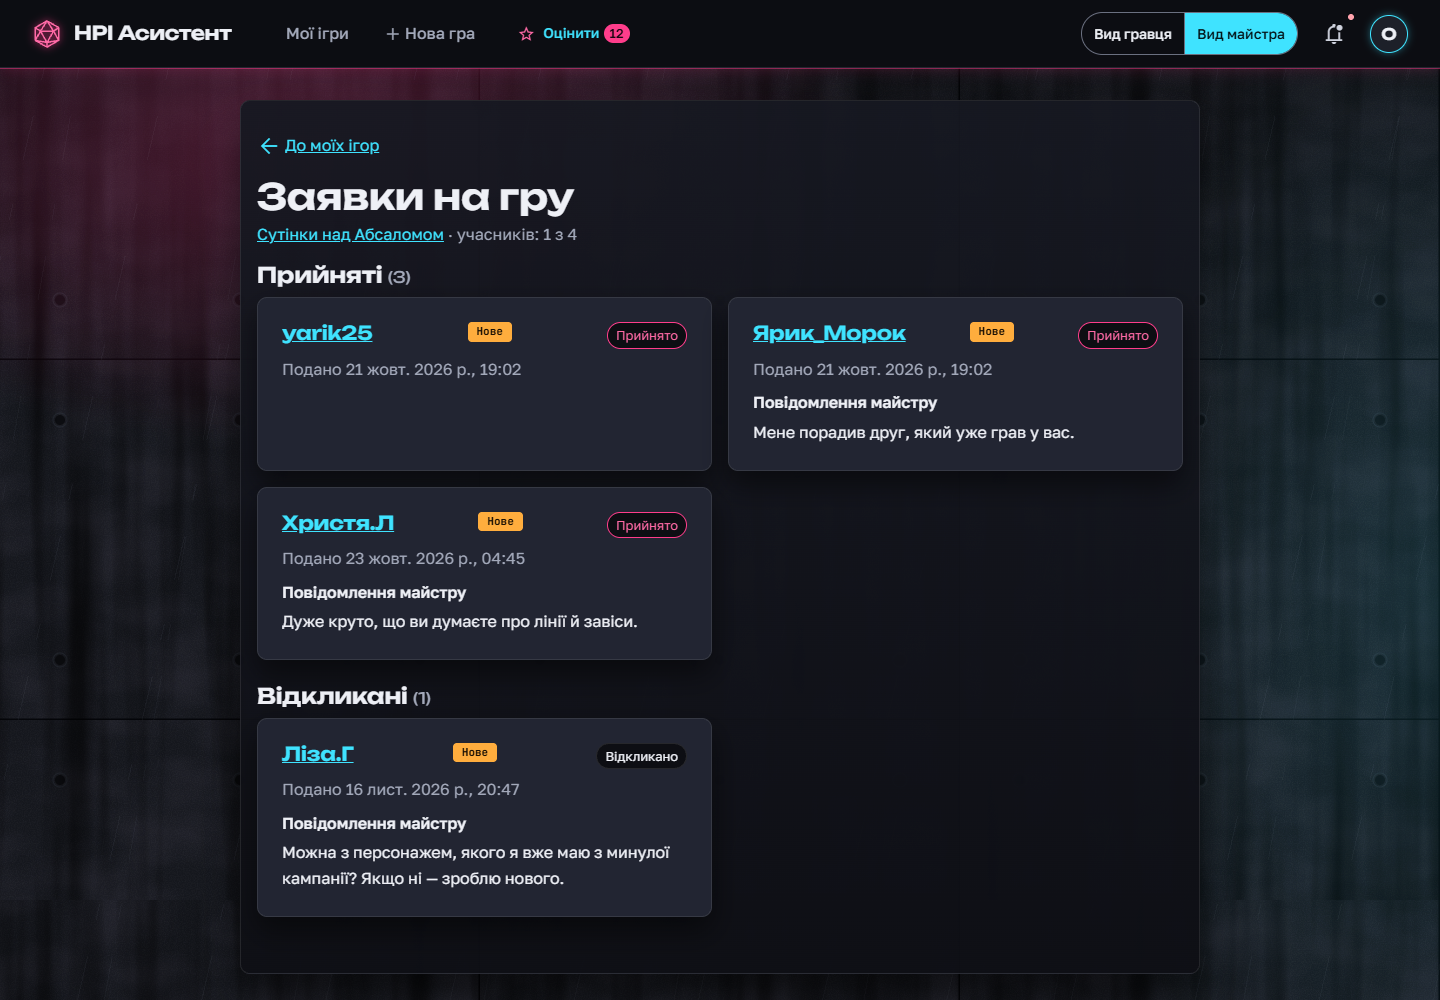 НРІ Асистент
Мої ігри
Нова гра
Оцінити 12
Вид гравця
Вид майстра
О
До моїх ігор
Заявки на гру
Сутінки над Абсаломом · учасників: 1 з 4
Прийняті (3)
yarik25 Нове Прийнято
Подано 21 жовт. 2026 р., 19:02
Ярик_Морок Нове Прийнято
Подано 21 жовт. 2026 р., 19:02
Повідомлення майстру
Мене порадив друг, який уже грав у вас.
Христя.Л Нове Прийнято
Подано 23 жовт. 2026 р., 04:45
Повідомлення майстру
Дуже круто, що ви думаєте про лінії й завіси.
Відкликані (1)
Ліза.Г Нове Відкликано
Подано 16 лист. 2026 р., 20:47
Повідомлення майстру
Можна з персонажем, якого я вже маю з минулої
кампанії? Якщо ні — зроблю нового.